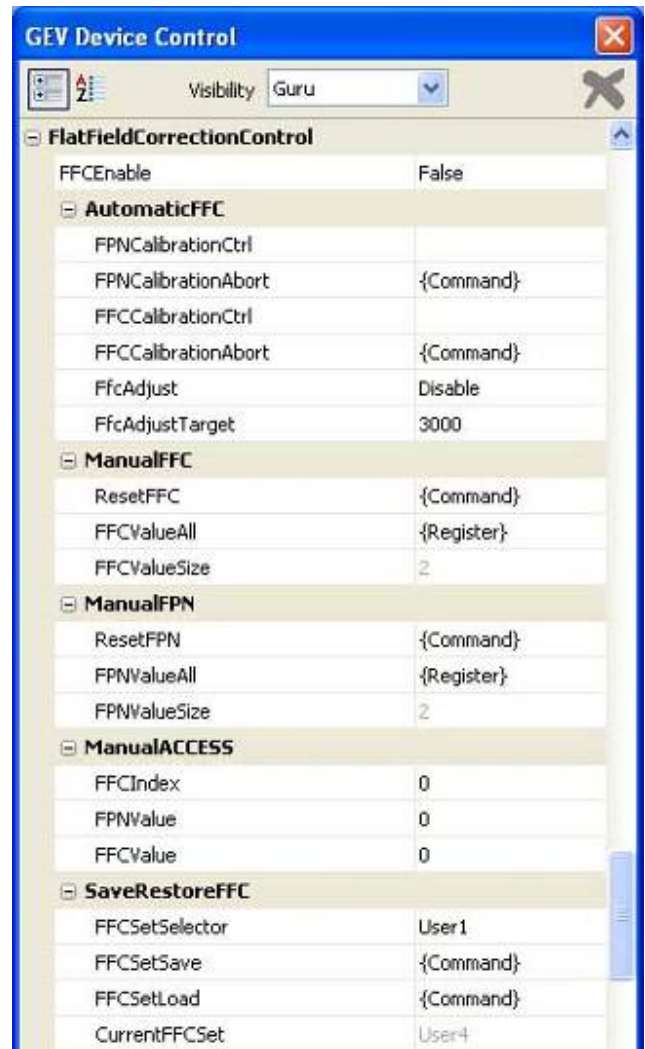 GEV Device Control
Visibility Guru
FlatFieldCorrectionControl
FFCEnable False
AutomaticFFC
FPNCalibrationCtrl
FPNCalibrationAbort {Command}
FFCCalibrationCtrl
FFCCalibrationAbort {Command}
FfcAdjust Disable
FfcAdjustTarget 3000
ManualFFC
ResetFFC {Command}
FFCValueAll {Register}
FFCValueSize 2
ManualFPN
ResetFPN {Command}
FPNValueAll {Register}
FPNValueSize 2
ManualACCESS
FFCIndex 0
FPNValue 0
FFCValue 0
SaveRestoreFFC
FFCSetSelector User1
FFCSetSave {Command}
FFCSetLoad {Command}
CurrentFFCSet User4